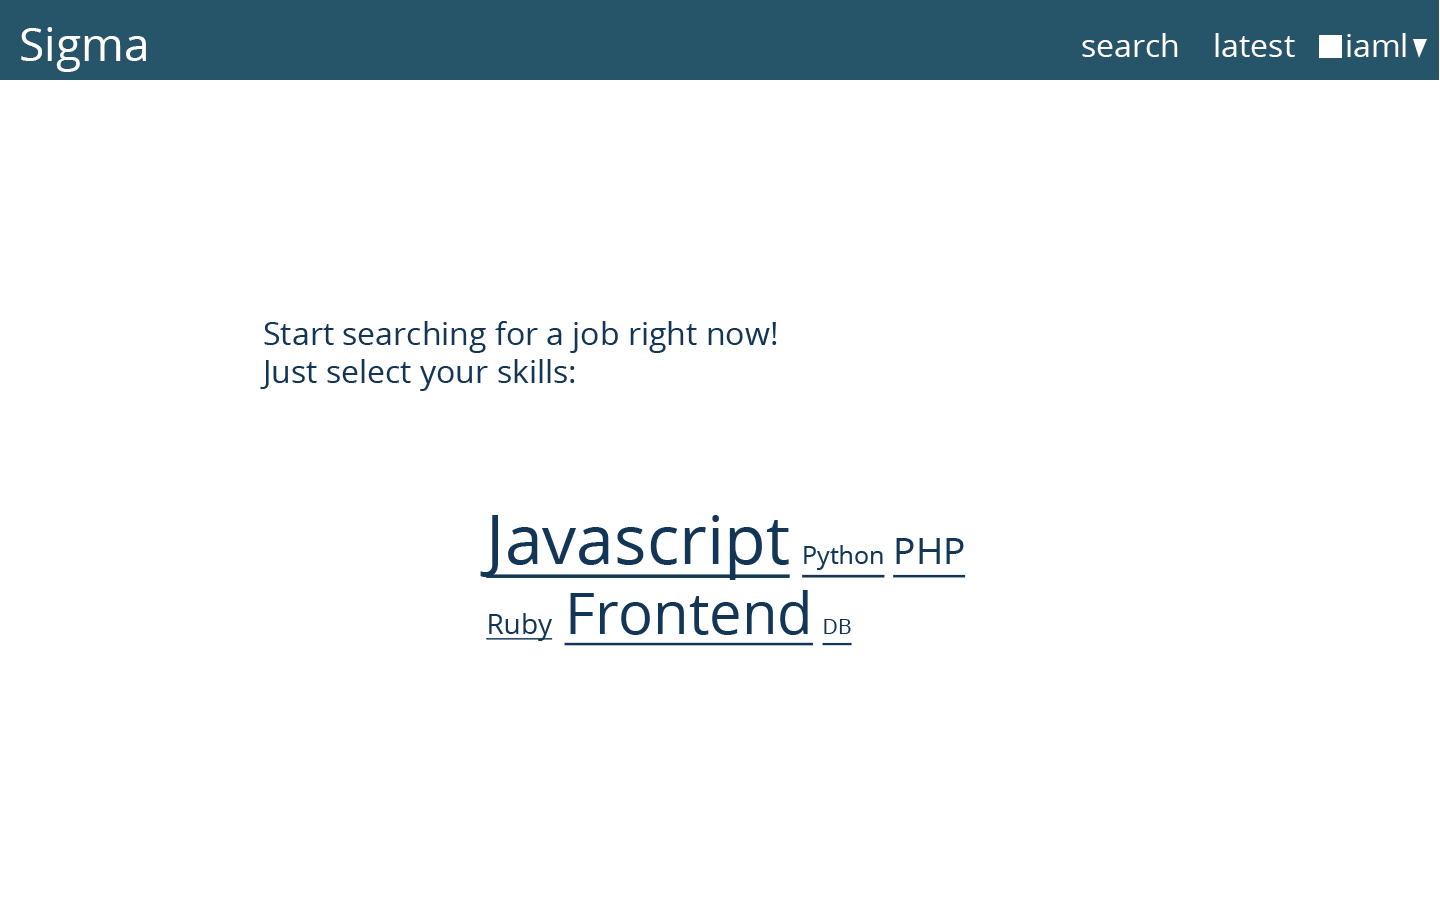 Sigma search latest iaml
Start searching for a job right now!
Just select your skills:
Javascript Python PHP
Ruby Frontend DB